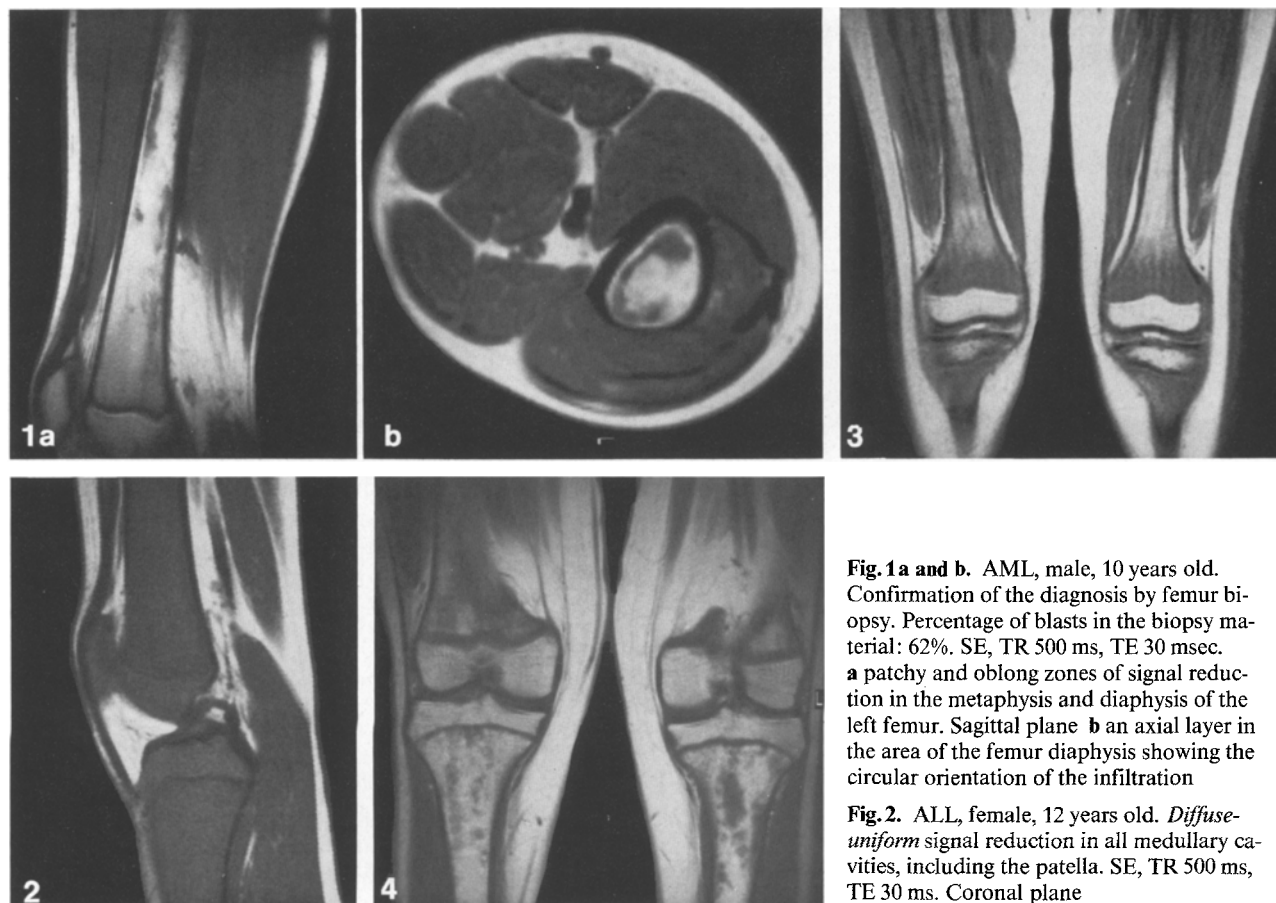 1a
b
3
2
4
L
Fig. 1a and b. AML, male, 10 years old.
Confirmation of the diagnosis by femur bi-
opsy. Percentage of blasts in the biopsy ma-
terial: 62%. SE, TR 500 ms, TE 30 msec.
a patchy and oblong zones of signal reduc-
tion in the metaphysis and diaphysis of the
left femur. Sagittal plane b an axial layer in
the area of the femur diaphysis showing the
circular orientation of the infiltration
Fig. 2. ALL, female, 12 years old. Diffuse-
uniform signal reduction in all medullary ca-
vities, including the patella. SE, TR 500 ms,
TE 30 ms. Coronal plane